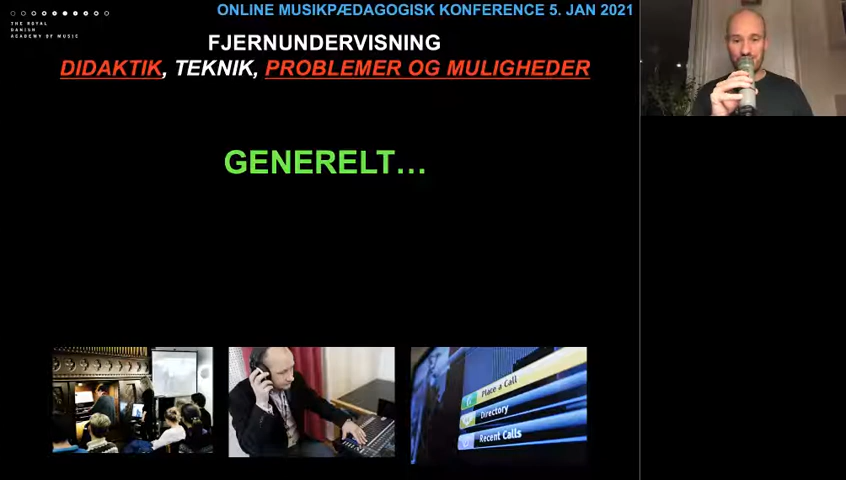 ONLINE MUSIKPÆDAGOGISK KONFERENCE 5. JAN 2021
THE ROYAL
DANISH
ACADEMY OF MUSIC
FJERNUNDERVISNING
DIDAKTIK, TEKNIK, PROBLEMER OG MULIGHEDER
GENERELT…
Place a Call
Directory
Recent Calls